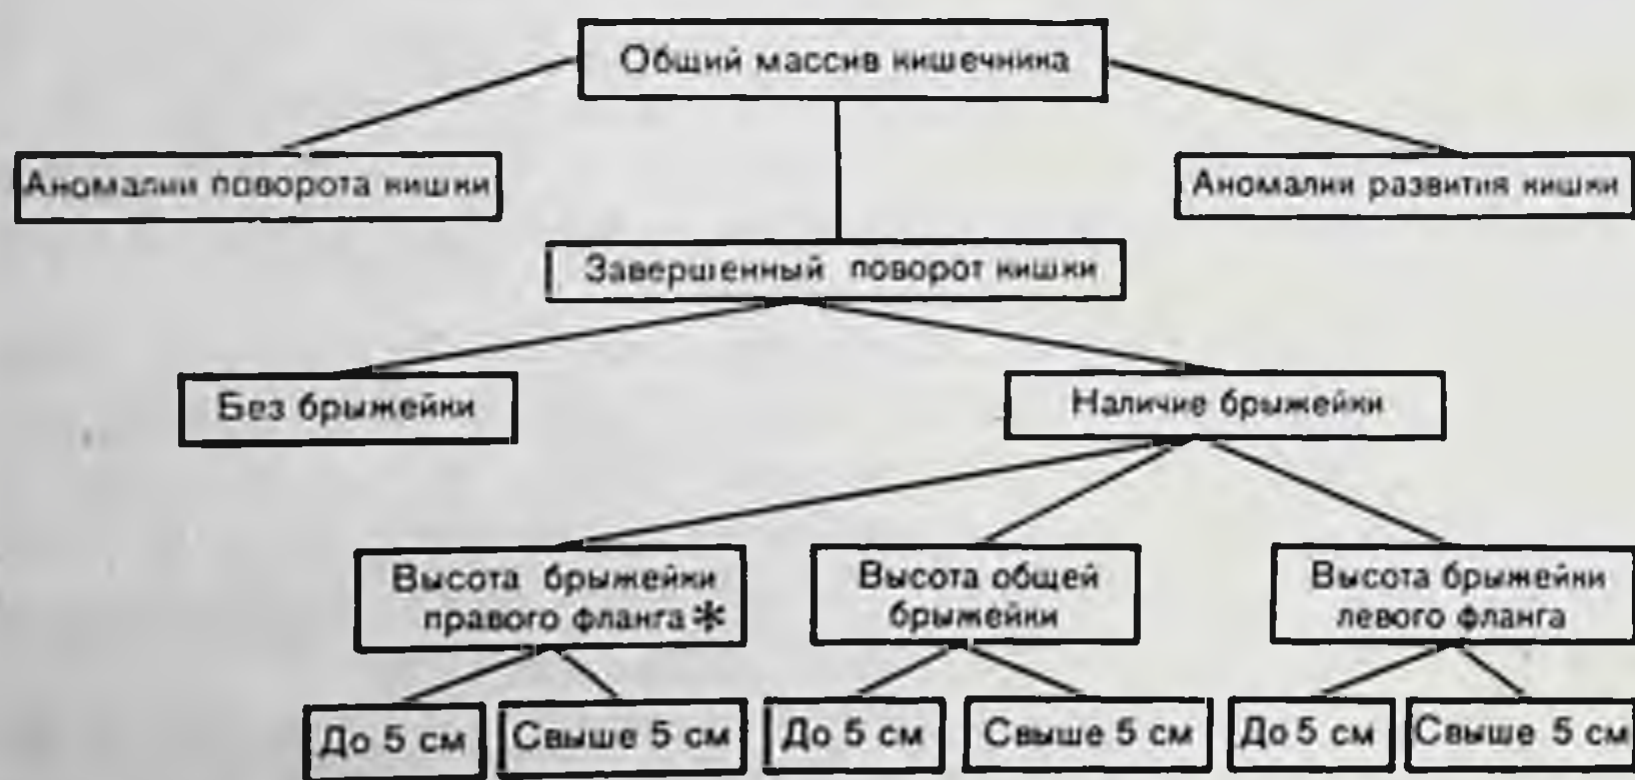 Общий массив кишечника
Аномалии поворота кишки
Аномалии развития кишки
Завершенный поворот кишки
Без брыжейки
Наличие брыжейки
Высота брыжейки
правого фланга*
Высота общей
брыжейки
Высота брыжейки
левого фланга
До 5 см
Свыше 5 см
До 5 см
Свыше 5 см
До 5 см
Свыше 5 см